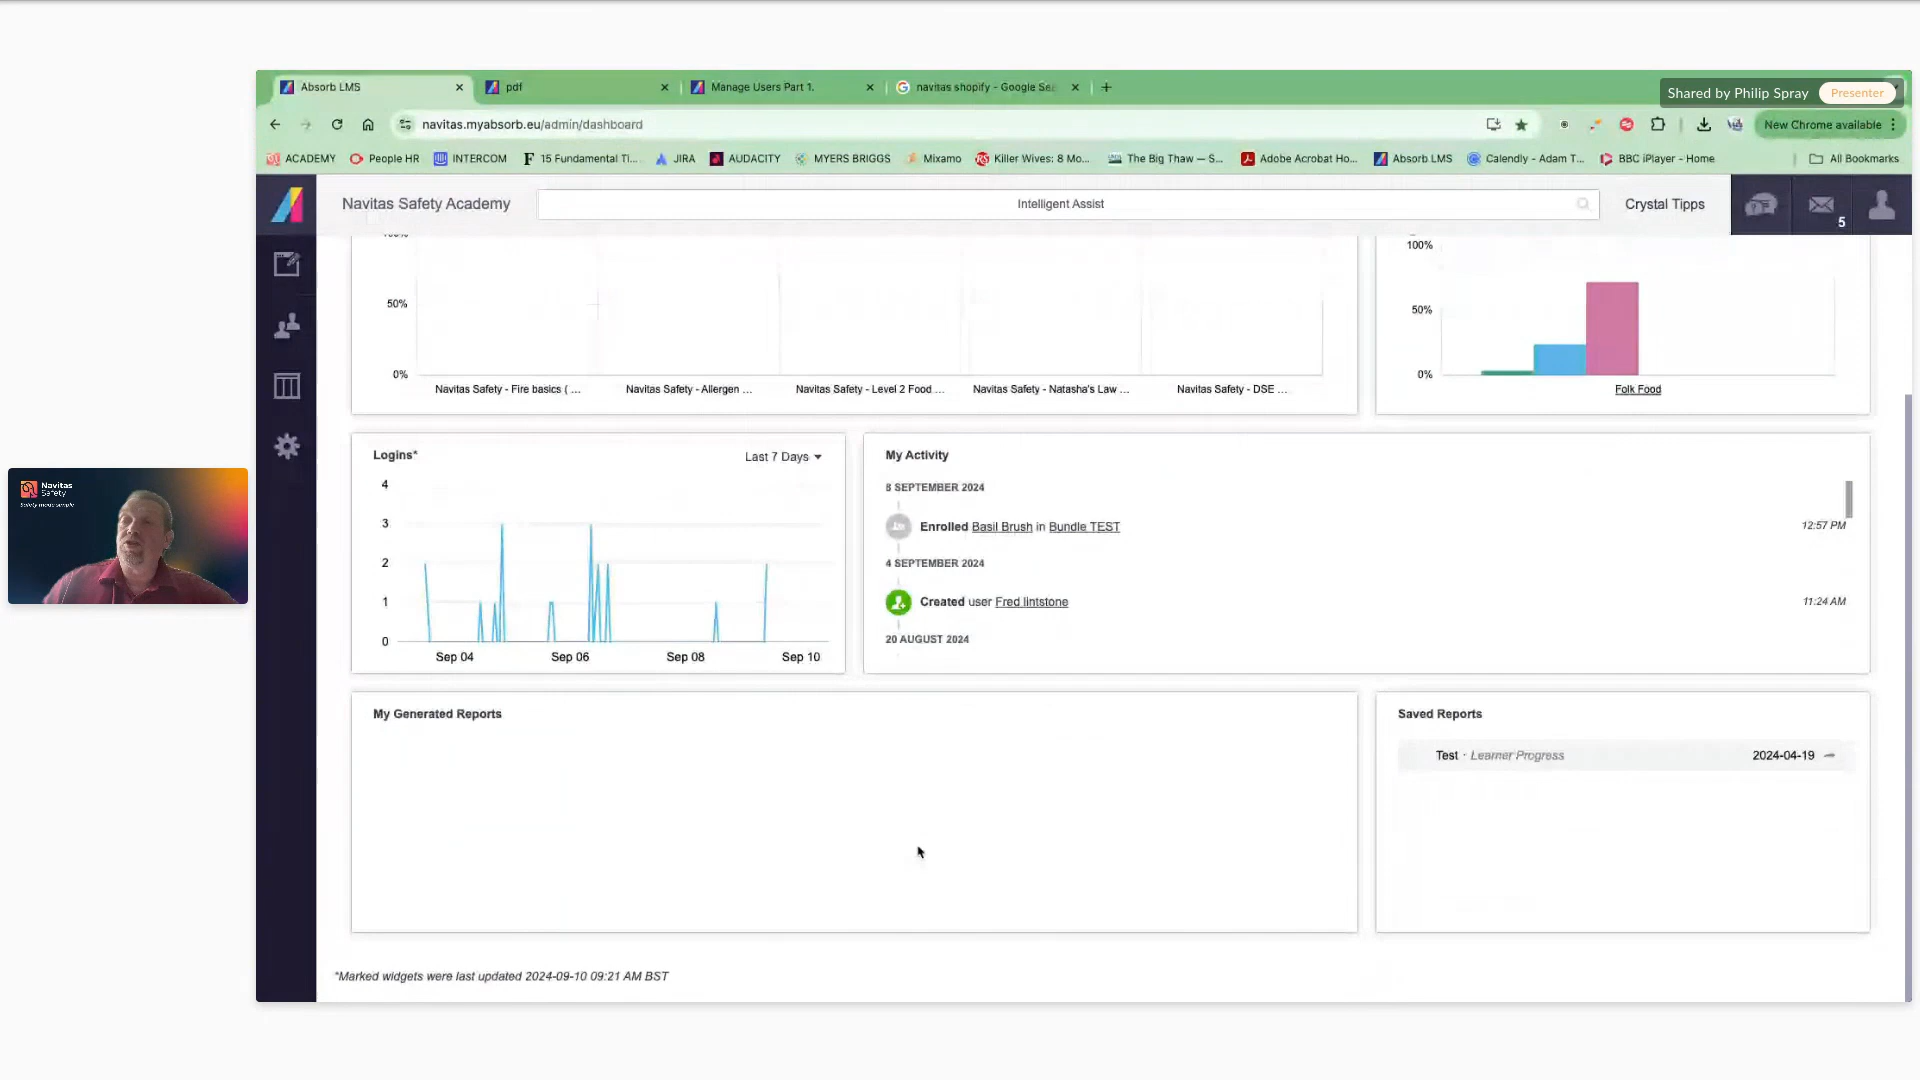 Absorb LMS
pdf
Manage Users Part 1.
navitas shopify - Google Sea
Shared by Philip Spray
Presenter
navitas.myabsorb.eu/admin/dashboard
New Chrome available
ACADEMY
People HR
INTERCOM
15 Fundamental Ti...
JIRA
AUDACITY
MYERS BRIGGS
Mixamo
Killer Wives: 8 Mo...
The Big Thaw — S...
Adobe Acrobat Ho...
Absorb LMS
Calendly - Adam T...
BBC iPlayer - Home
All Bookmarks
Navitas Safety Academy
Intelligent Assist
Crystal Tipps
5
100%
50%
0%
Navitas Safety - Fire basics ( ...
Navitas Safety - Allergen ...
Navitas Safety - Level 2 Food ...
Navitas Safety - Natasha's Law ...
Navitas Safety - DSE ...
100%
50%
0%
Folk Food
Logins*
Last 7 Days
4
3
2
1
0
Sep 04
Sep 06
Sep 08
Sep 10
My Activity
8 SEPTEMBER 2024
Enrolled Basil Brush in Bundle TEST
12:57 PM
4 SEPTEMBER 2024
Created user Fred lintstone
11:24 AM
20 AUGUST 2024
Navitas
Safety
Safety made simple
My Generated Reports
Saved Reports
Test - Learner Progress
2024-04-19
*Marked widgets were last updated 2024-09-10 09:21 AM BST